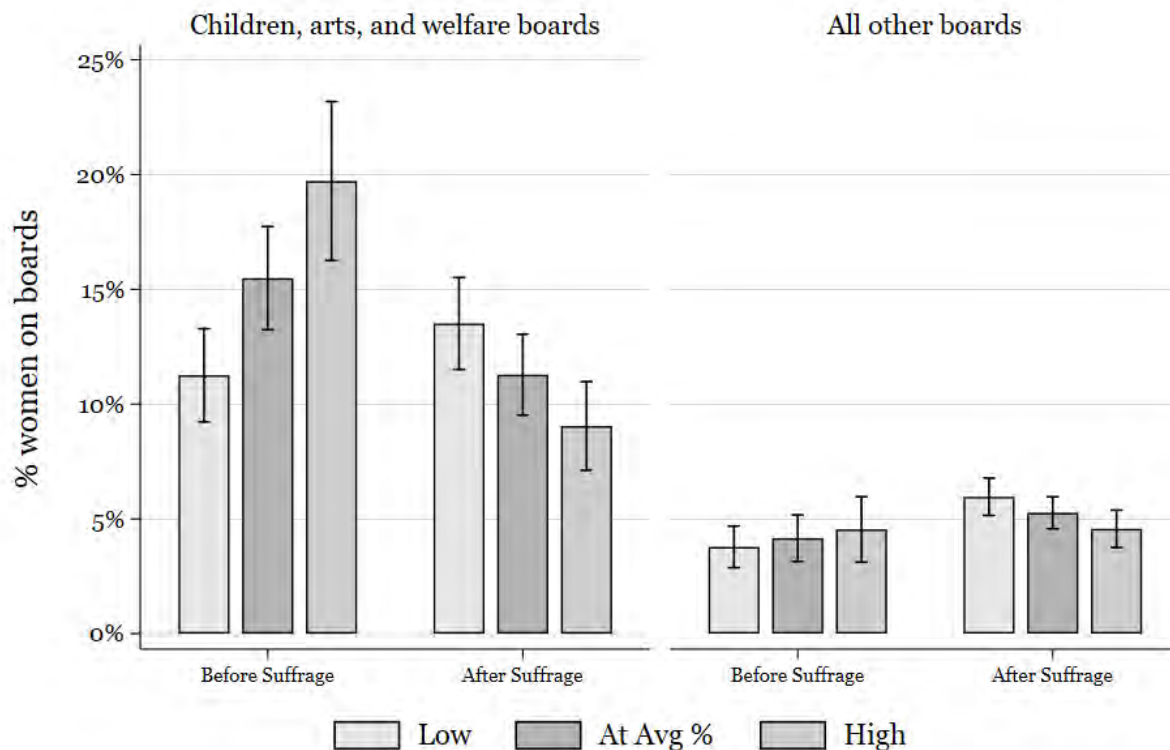 Children, arts, and welfare boards
All other boards
% women on boards
25%
20%
15%
10%
5%
0%
Before Suffrage
After Suffrage
Before Suffrage
After Suffrage
Low
At Avg %
High